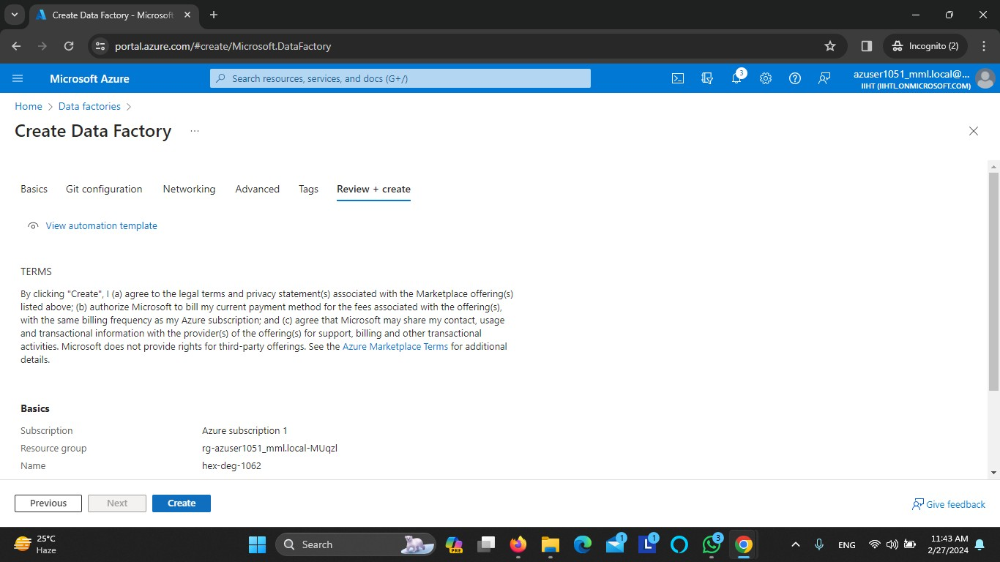 Create Data Factory - Microsoft
portal.azure.com/#create/Microsoft.DataFactory
Incognito (2)
Microsoft Azure
Search resources, services, and docs (G+/)
3
azuser1051_mml.local@...
IIHT (IIHTL.ONMICROSOFT.COM)
Home > Data factories >
Create Data Factory ...
Basics Git configuration Networking Advanced Tags Review + create
View automation template
TERMS
By clicking "Create", I (a) agree to the legal terms and privacy statement(s) associated with the Marketplace offering(s)
listed above; (b) authorize Microsoft to bill my current payment method for the fees associated with the offering(s),
with the same billing frequency as my Azure subscription; and (c) agree that Microsoft may share my contact, usage
and transactional information with the provider(s) of the offering(s) for support, billing and other transactional
activities. Microsoft does not provide rights for third-party offerings. See the Azure Marketplace Terms for additional
details.
Basics
Subscription Azure subscription 1
Resource group rg-azuser1051_mml.local-MUqzl
Name hex-deg-1062
Previous Next Create
Give feedback
25°C
Haze
Search
PRE
1
L
1
3
ENG
11:43 AM
2/27/2024